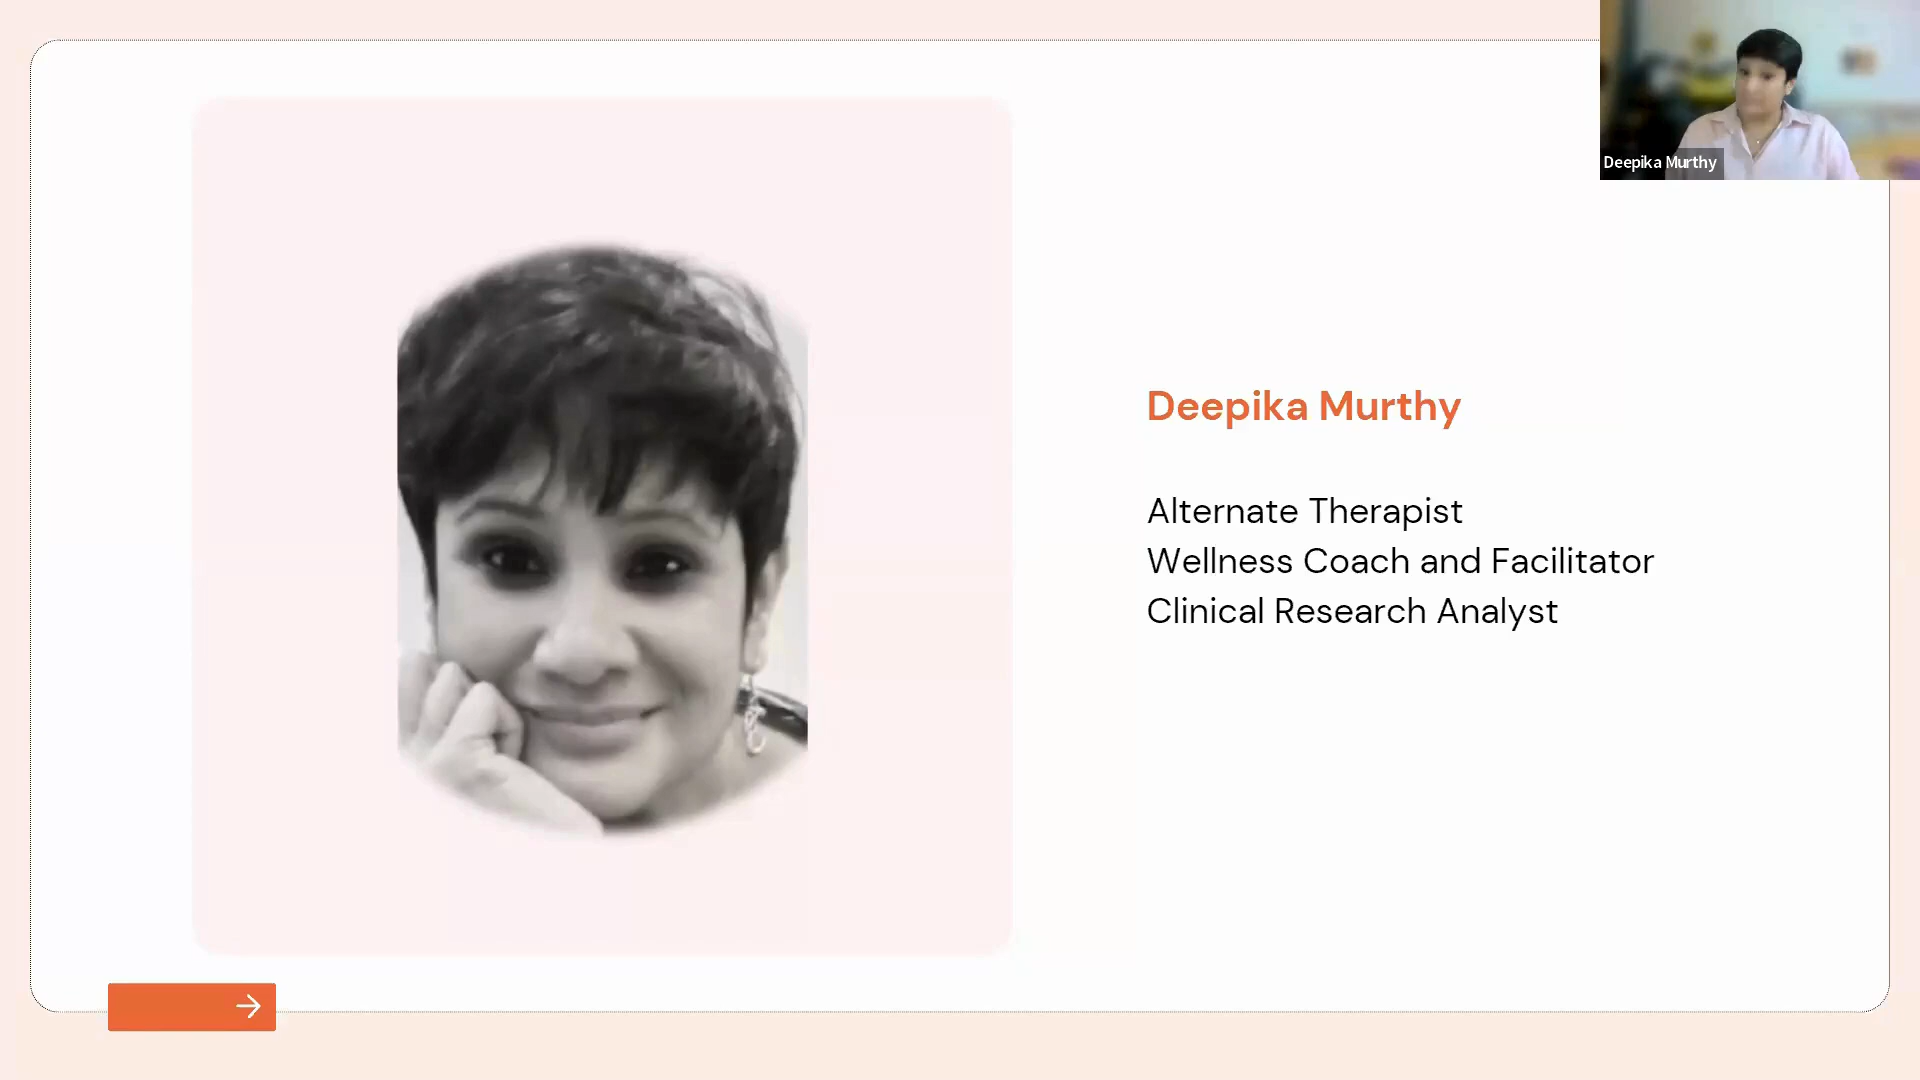 Deepika Murthy
Deepika Murthy
Alternate Therapist
Wellness Coach and Facilitator
Clinical Research Analyst